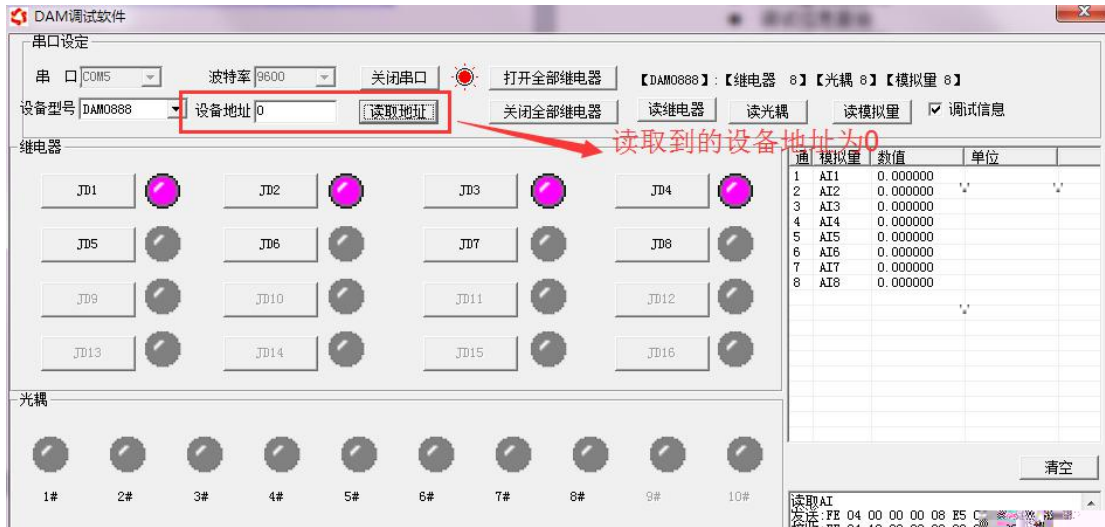 DAM调试软件
串口设定
串 口 COM5 波特率 9600 关闭串口 打开全部继电器 【DAM0888】:【继电器 8】【光耦 8】【模拟量 8】
设备型号 DAM0888 设备地址 0 读取地址 关闭全部继电器 读继电器 读光耦 读模拟量 调试信息
读取到的设备地址为0
继电器
JD1 JD2 JD3 JD4
JD5 JD6 JD7 JD8
JD9 JD10 JD11 JD12
JD13 JD14 JD15 JD16
通 模拟量 数值 单位
1 AI1 0.000000
2 AI2 0.000000
3 AI3 0.000000
4 AI4 0.000000
5 AI5 0.000000
6 AI6 0.000000
7 AI7 0.000000
8 AI8 0.000000
光耦
1# 2# 3# 4# 5# 6# 7# 8# 9# 10#
清空
读取AI
发送:FE 04 00 00 00 08 E5